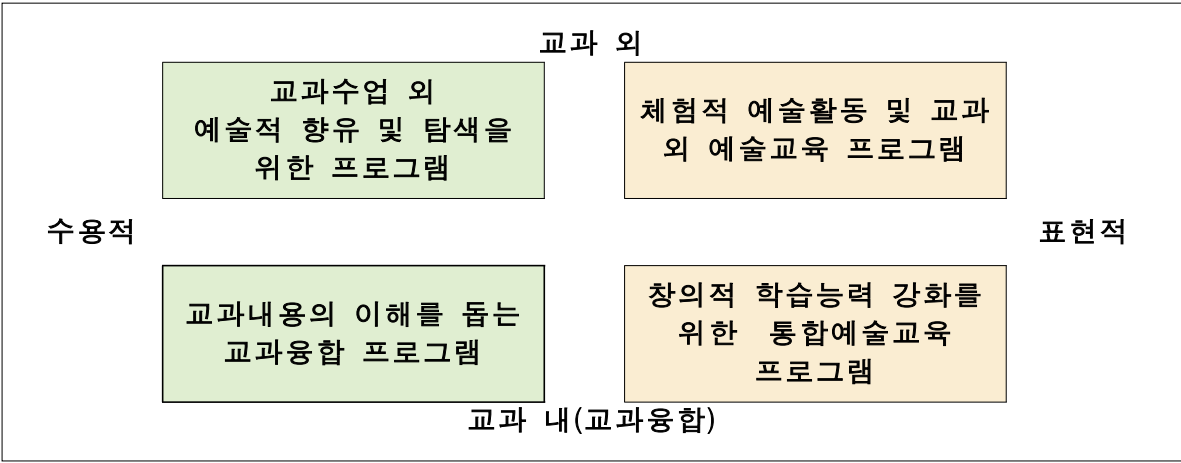 교과 외
교과수업 외
예술적 향유 및 탐색을
위한 프로그램
체험적 예술활동 및 교과
외 예술교육 프로그램
수용적
표현적
교과내용의 이해를 돕는
교과융합 프로그램
창의적 학습능력 강화를
위한 통합예술교육
프로그램
교과 내(교과융합)